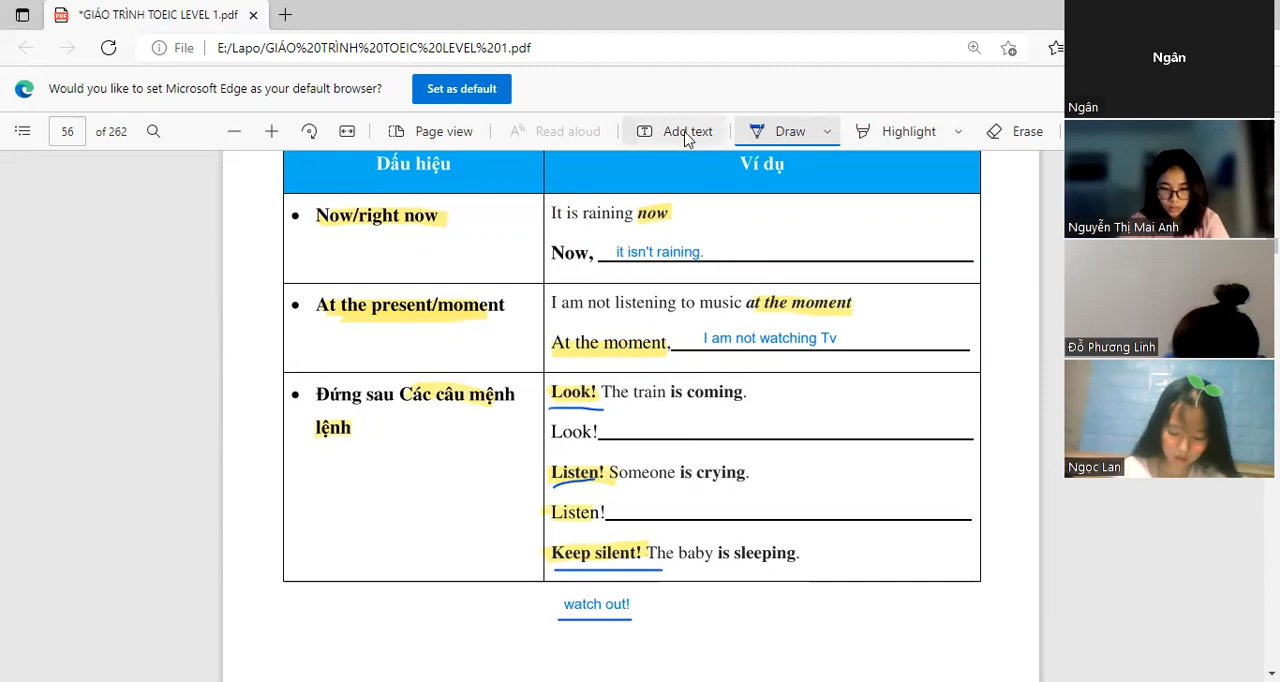 *GIÁO TRÌNH TOEIC LEVEL 1.pdf
File E:/Lapo/GIÁO%20TRÌNH%20TOEIC%20LEVEL%201.pdf
Would you like to set Microsoft Edge as your default browser? Set as default
56 of 262 Page view Read aloud Add text Draw Highlight Erase
Dấu hiệu Ví dụ
Now/right now
It is raining now
Now, it isn't raining.
At the present/moment
I am not listening to music at the moment
At the moment, I am not watching Tv
Đứng sau Các câu mệnh
lệnh
Look! The train is coming.
Look!
Listen! Someone is crying.
Listen!
Keep silent! The baby is sleeping.
watch out!
Ngân
Ngân
Nguyễn Thị Mai Anh
Đỗ Phương Linh
Ngọc Lan